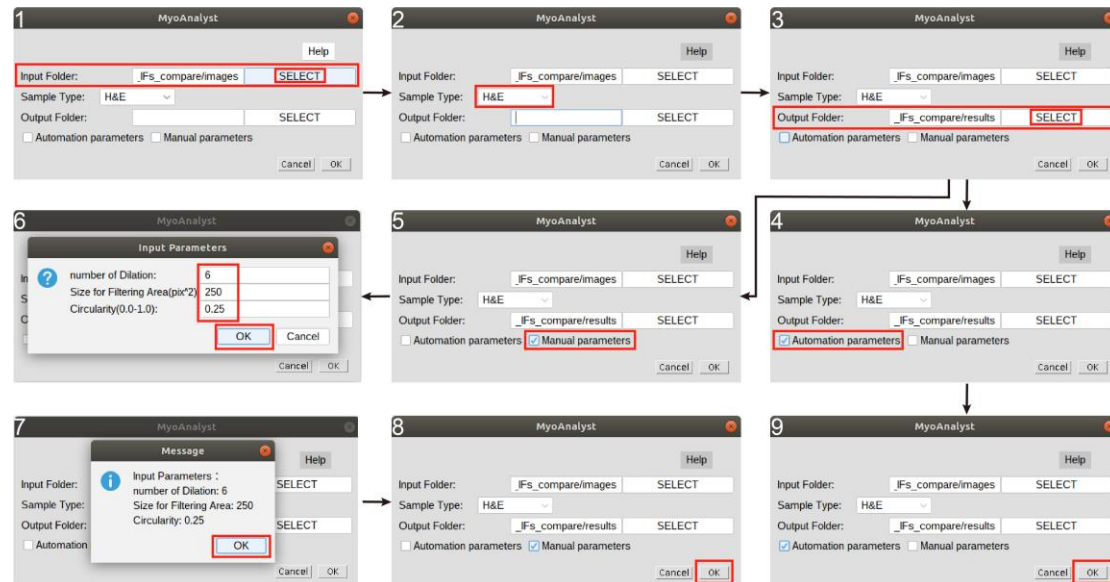 1 MyoAnalyst
Help
Input Folder: _IFs_compare/images SELECT
Sample Type: H&E
Output Folder: SELECT
Automation parameters Manual parameters
Cancel OK
2 MyoAnalyst
Help
Input Folder: _IFs_compare/images SELECT
Sample Type: H&E
Output Folder: SELECT
Automation parameters Manual parameters
Cancel OK
3 MyoAnalyst
Help
Input Folder: _IFs_compare/images SELECT
Sample Type: H&E
Output Folder: _IFs_compare/results SELECT
Automation parameters Manual parameters
Cancel OK
4 MyoAnalyst
Help
Input Folder: _IFs_compare/images SELECT
Sample Type: H&E
Output Folder: _IFs_compare/results SELECT
Automation parameters Manual parameters
Cancel OK
5 MyoAnalyst
Help
Input Folder: _IFs_compare/images SELECT
Sample Type: H&E
Output Folder: _IFs_compare/results SELECT
Automation parameters Manual parameters
Cancel OK
6 MyoAnalyst
Input Parameters
number of Dilation: 6
Size for Filtering Area(pix^2) 250
Circularity(0.0-1.0): 0.25
OK Cancel
Cancel OK
7 MyoAnalyst
Message
Help
Input Folder: SELECT
Sample Type:
Output Folder: SELECT
Automation
Input Parameters :
number of Dilation: 6
Size for Filtering Area: 250
Circularity: 0.25
OK
Cancel OK
8 MyoAnalyst
Help
Input Folder: _IFs_compare/images SELECT
Sample Type: H&E
Output Folder: _IFs_compare/results SELECT
Automation parameters Manual parameters
Cancel OK
9 MyoAnalyst
Help
Input Folder: _IFs_compare/images SELECT
Sample Type: H&E
Output Folder: _IFs_compare/results SELECT
Automation parameters Manual parameters
Cancel OK